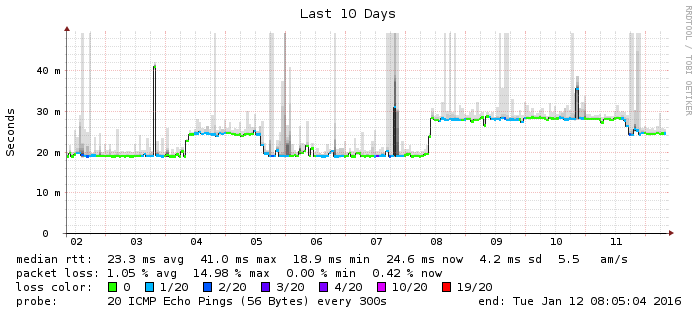 Last 10 Days
RRDTOOL / TOBI OETIKER
Seconds
40 m
30 m
20 m
10 m
0
02 03 04 05 06 07 08 09 10 11
median rtt: 23.3 ms avg 41.0 ms max 18.9 ms min 24.6 ms now 4.2 ms sd 5.5 am/s
packet loss: 1.05 % avg 14.98 % max 0.00 % min 0.42 % now
loss color: 0 1/20 2/20 3/20 4/20 10/20 19/20
probe: 20 ICMP Echo Pings (56 Bytes) every 300s end: Tue Jan 12 08:05:04 2016